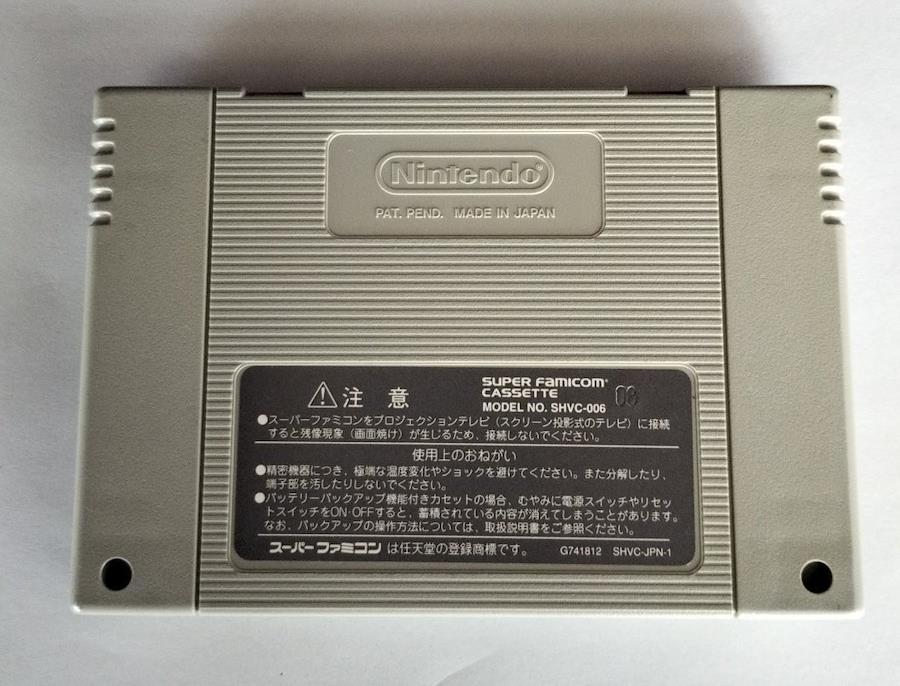 Nintendo®
PAT. PEND. MADE IN JAPAN
⚠注 意
SUPER FAMICOM®
CASSETTE
MODEL NO. SHVC-006
●スーパーファミコンをプロジェクションテレビ(スクリーン投影式のテレビ)に接続
すると残像現象(画面焼け)が生じるため、接続しないでください。
使用上のおねがい
●精密機器につき、極端な温度変化やショックを避けてください。また分解したり、
端子部を汚したりしないでください。
●バッテリーバックアップ機能付きカセットの場合、むやみに電源スイッチやリセッ
トスイッチをON·OFFすると、蓄積されている内容が消えてしまうことがあります。
なお、バックアップの操作方法については、取扱説明書をご参照ください。
スーパーファミコン は任天堂の登録商標です。
G741812 SHVC-JPN-1